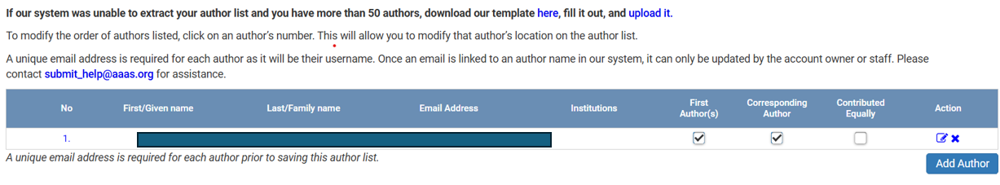 If our system was unable to extract your author list and you have more than 50 authors, download our template here, fill it out, and upload it.
To modify the order of authors listed, click on an author's number. This will allow you to modify that author's location on the author list.
A unique email address is required for each author as it will be their username. Once an email is linked to an author name in our system, it can only be updated by the account owner or staff. Please
contact submit_help@aaas.org for assistance.
No First/Given name Last/Family name Email Address Institutions First Author(s) Corresponding Author Contributed Equally Action
1.
A unique email address is required for each author prior to saving this author list.
Add Author